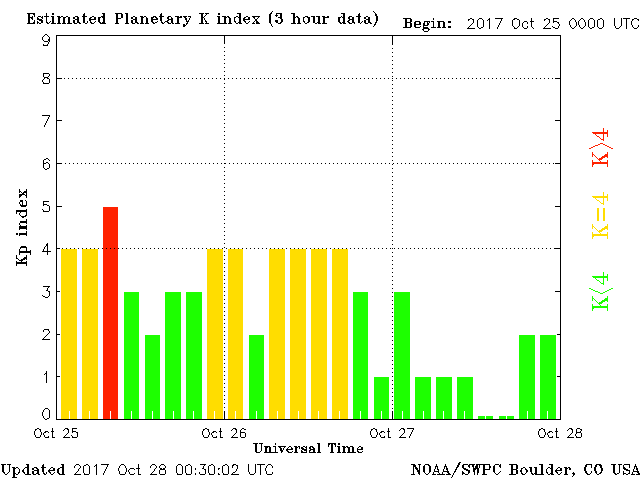 Estimated Planetary K index (3 hour data) Begin: 2017 Oct 25 0000 UTC
9
8
7
6
5
4
3
2
1
0
Kp index
K>4
K=4
K<4
Oct 25 Oct 26 Oct 27 Oct 28
Universal Time
Updated 2017 Oct 28 00:30:02 UTC NOAA/SWPC Boulder, CO USA